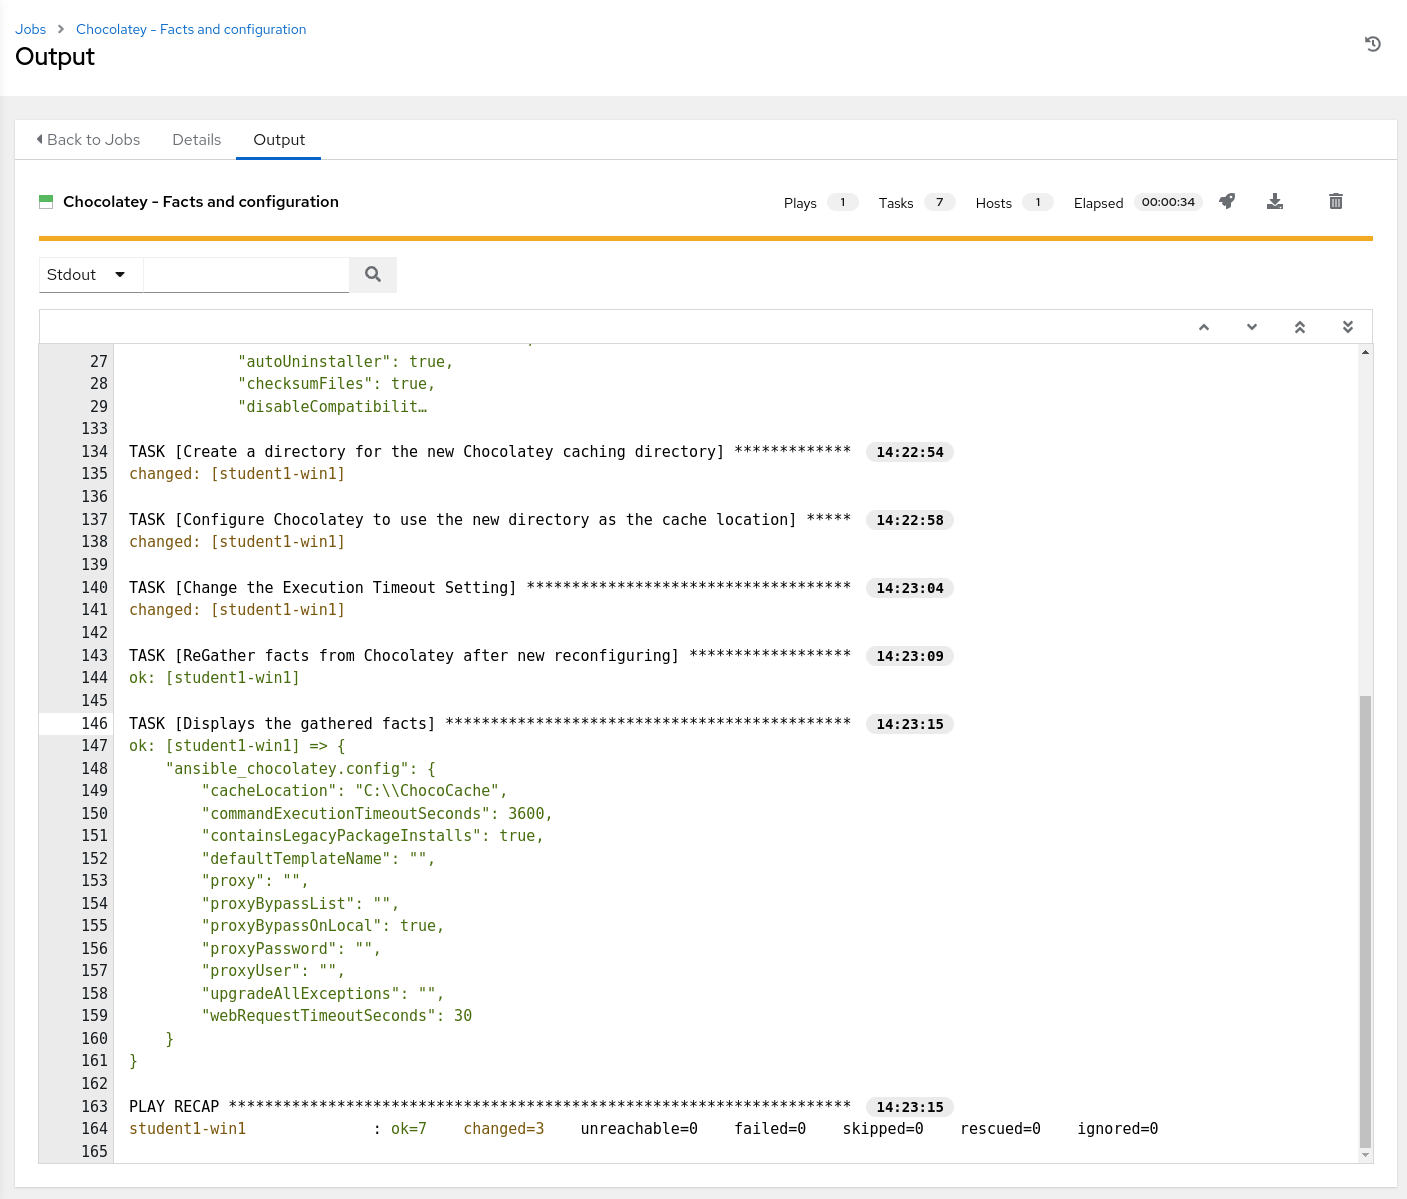 Jobs > Chocolatey - Facts and configuration
Output
Back to Jobs Details Output
Chocolatey - Facts and configuration Plays 1 Tasks 7 Hosts 1 Elapsed 00:00:34
Stdout
27 "autoUninstaller": true,
28 "checksumFiles": true,
29 "disableCompatibilit…
133
134 TASK [Create a directory for the new Chocolatey caching directory] ************* 14:22:54
135 changed: [student1-win1]
136
137 TASK [Configure Chocolatey to use the new directory as the cache location] ***** 14:22:58
138 changed: [student1-win1]
139
140 TASK [Change the Execution Timeout Setting] ************************************ 14:23:04
141 changed: [student1-win1]
142
143 TASK [ReGather facts from Chocolatey after new reconfiguring] ****************** 14:23:09
144 ok: [student1-win1]
145
146 TASK [Displays the gathered facts] ********************************************* 14:23:15
147 ok: [student1-win1] => {
148 "ansible_chocolatey.config": {
149 "cacheLocation": "C:\\ChocoCache",
150 "commandExecutionTimeoutSeconds": 3600,
151 "containsLegacyPackageInstalls": true,
152 "defaultTemplateName": "",
153 "proxy": "",
154 "proxyBypassList": "",
155 "proxyBypassOnLocal": true,
156 "proxyPassword": "",
157 "proxyUser": "",
158 "upgradeAllExceptions": "",
159 "webRequestTimeoutSeconds": 30
160 }
161 }
162
163 PLAY RECAP ********************************************************************* 14:23:15
164 student1-win1 : ok=7 changed=3 unreachable=0 failed=0 skipped=0 rescued=0 ignored=0
165